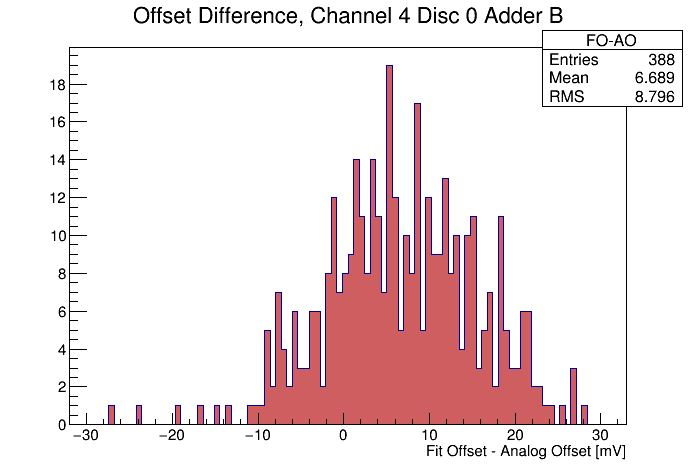 Offset Difference, Channel 4 Disc 0 Adder B
FO-AO
Entries 388
Mean 6.689
RMS 8.796
18
16
14
12
10
8
6
4
2
0
−30 −20 −10 0 10 20 30
Fit Offset - Analog Offset [mV]